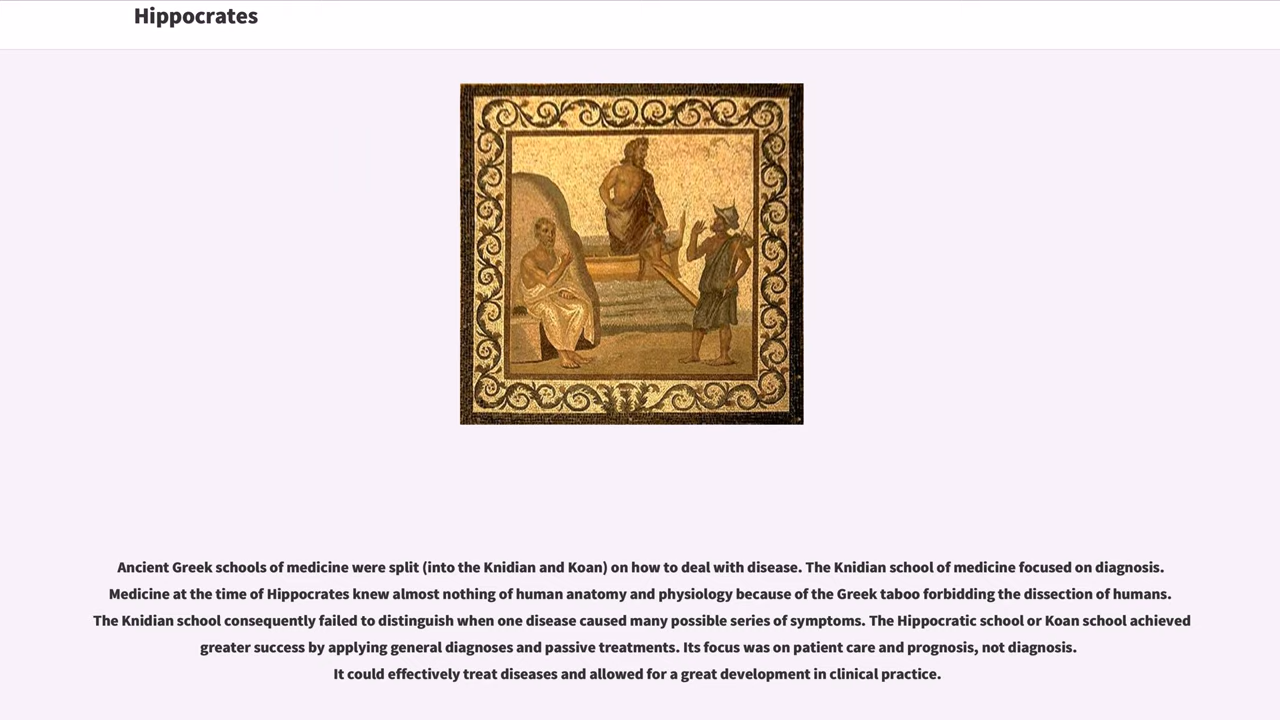 Hippocrates
Ancient Greek schools of medicine were split (into the Knidian and Koan) on how to deal with disease. The Knidian school of medicine focused on diagnosis.
Medicine at the time of Hippocrates knew almost nothing of human anatomy and physiology because of the Greek taboo forbidding the dissection of humans.
The Knidian school consequently failed to distinguish when one disease caused many possible series of symptoms. The Hippocratic school or Koan school achieved
greater success by applying general diagnoses and passive treatments. Its focus was on patient care and prognosis, not diagnosis.
It could effectively treat diseases and allowed for a great development in clinical practice.